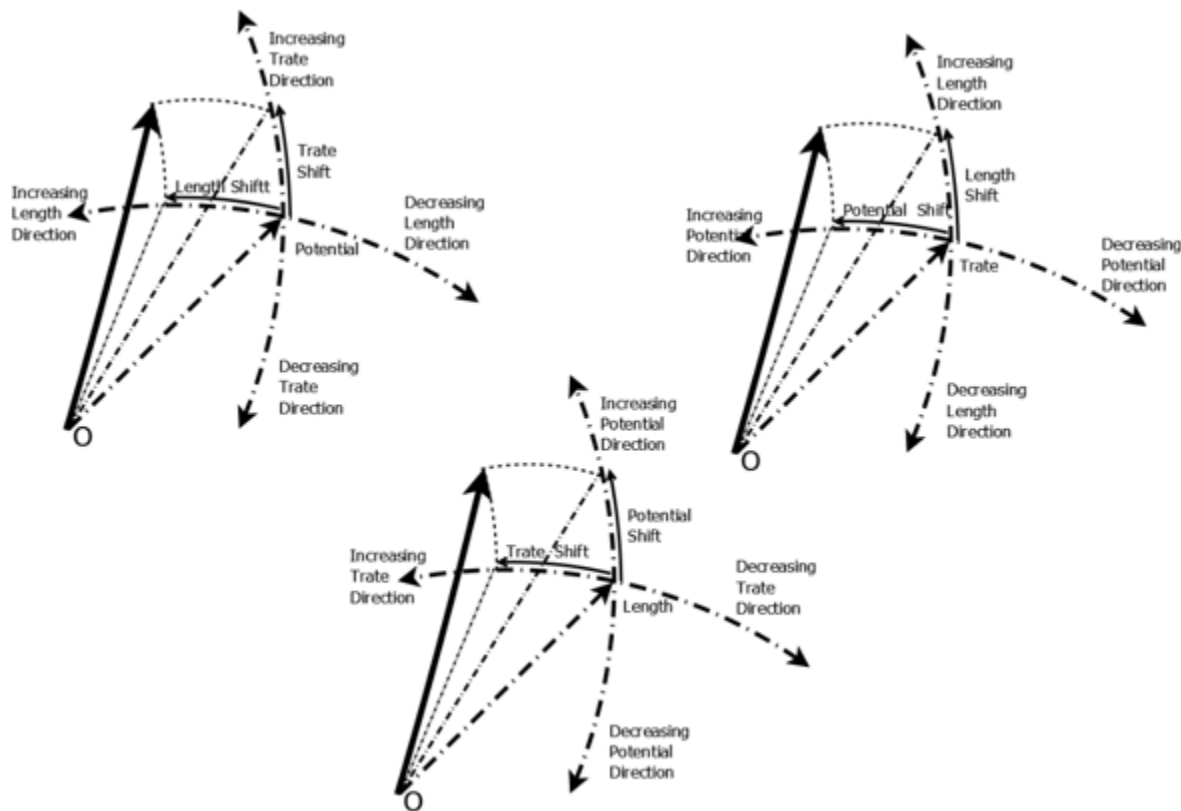 Increasing
Trate
Direction
Trate
Shift
Length Shiftt
Increasing
Length
Direction
Decreasing
Length
Direction
Potential
Decreasing
Trate
Direction
O
Increasing
Length
Direction
Length
Shift
Potential Shift
Increasing
Potential
Direction
Trate
Decreasing
Potential
Direction
Decreasing
Length
Direction
O
Increasing
Potential
Direction
Potential
Shift
Trate Shift
Increasing
Trate
Direction
Length
Decreasing
Trate
Direction
Decreasing
Potential
Direction
O